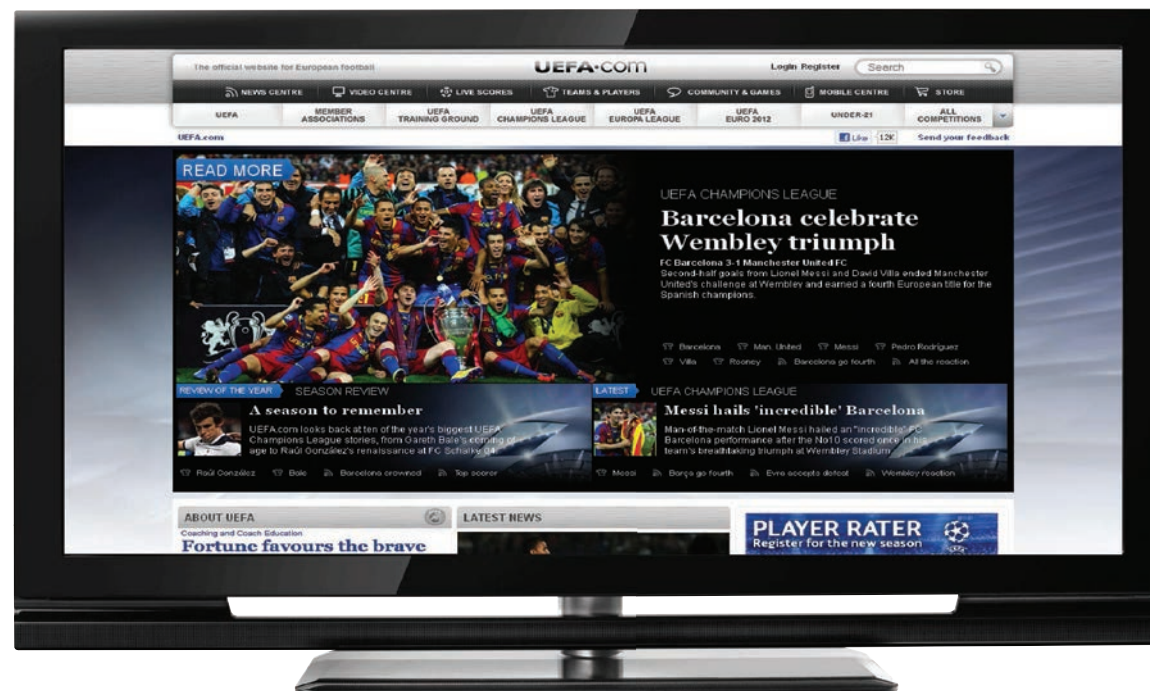 The official website for European football
UEFA.COM
Login Register
Search
NEWS CENTRE
VIDEO CENTRE
LIVE SCORES
TEAMS & PLAYERS
COMMUNITY & GAMES
MOBILE CENTRE
STORE
UEFA
MEMBER
ASSOCIATIONS
UEFA
TRAINING GROUND
UEFA
CHAMPIONS LEAGUE
UEFA
EUROPA LEAGUE
UEFA
EURO 2012
UNDER-21
ALL
COMPETITIONS
UEFA.com
Like 12K
Send your feedback
READ MORE
UEFA CHAMPIONS LEAGUE
Barcelona celebrate
Wembley triumph
FC Barcelona 3-1 Manchester United FC
Second-half goals from Lionel Messi and David Villa ended Manchester
United's challenge at Wembley and earned a fourth European title for the
Spanish champions.
Barcelona Man. United Messi Pedro Rodríguez
Villa Rooney Barcelona go fourth All the reaction
REVIEW OF THE YEAR SEASON REVIEW
A season to remember
UEFA.com looks back at ten of the year's biggest UEFA
Champions League stories, from Gareth Bale's coming of
age to Raúl González's renaissance at FC Schalke 04.
Raúl González Bale Barcelona crowned Top scorer
LATEST UEFA CHAMPIONS LEAGUE
Messi hails 'incredible' Barcelona
Man-of-the-match Lionel Messi hailed an "incredible" FC
Barcelona performance after the No10 scored once in his
team's breathtaking triumph at Wembley Stadium.
Messi Barça go fourth Evra accepts defeat Wembley reaction
ABOUT UEFA
Coaching and Coach Education
Fortune favours the brave
LATEST NEWS
PLAYER RATER
Register for the new season